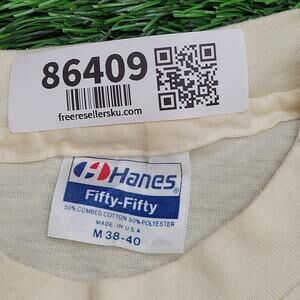 86409
freeresellersku.com
Hanes®
Fifty-Fifty
50% COMBED COTTON 50% POLYESTER
MADE IN U.S.A
M 38-40